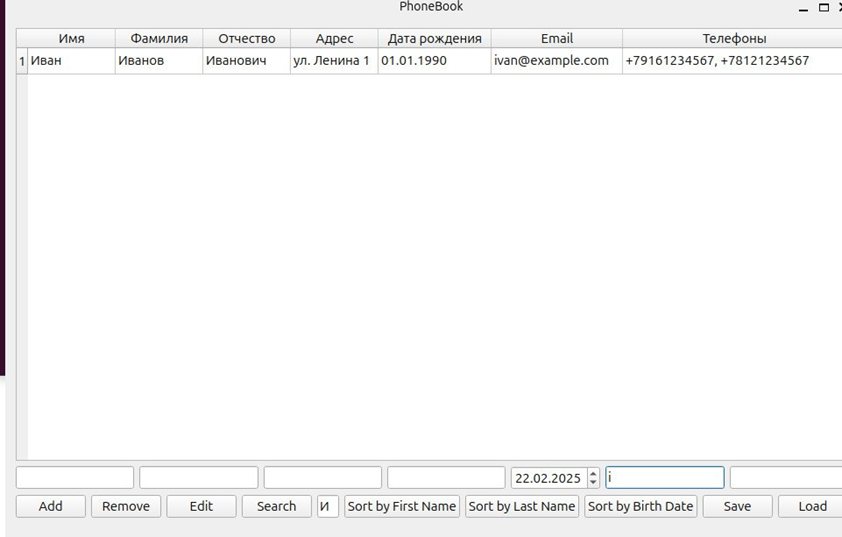 PhoneBook
Имя Фамилия Отчество Адрес Дата рождения Email Телефоны
1 Иван Иванов Иванович ул. Ленина 1 01.01.1990 ivan@example.com +79161234567, +78121234567
22.02.2025 i
Add Remove Edit Search И Sort by First Name Sort by Last Name Sort by Birth Date Save Load